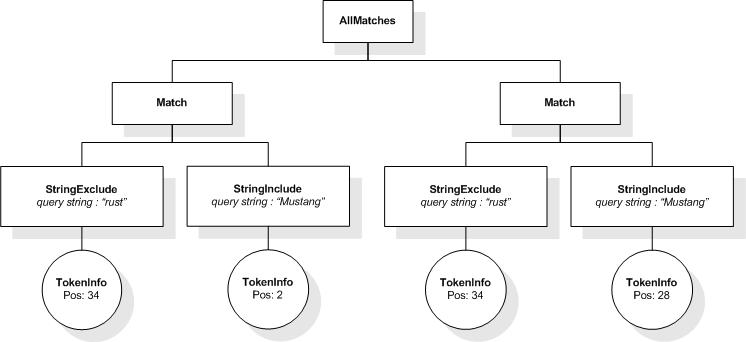 AllMatches
Match
Match
StringExclude
query string : “rust”
StringInclude
query string : “Mustang”
StringExclude
query string : “rust”
StringInclude
query string : “Mustang”
TokenInfo
Pos: 34
TokenInfo
Pos: 2
TokenInfo
Pos: 34
TokenInfo
Pos: 28